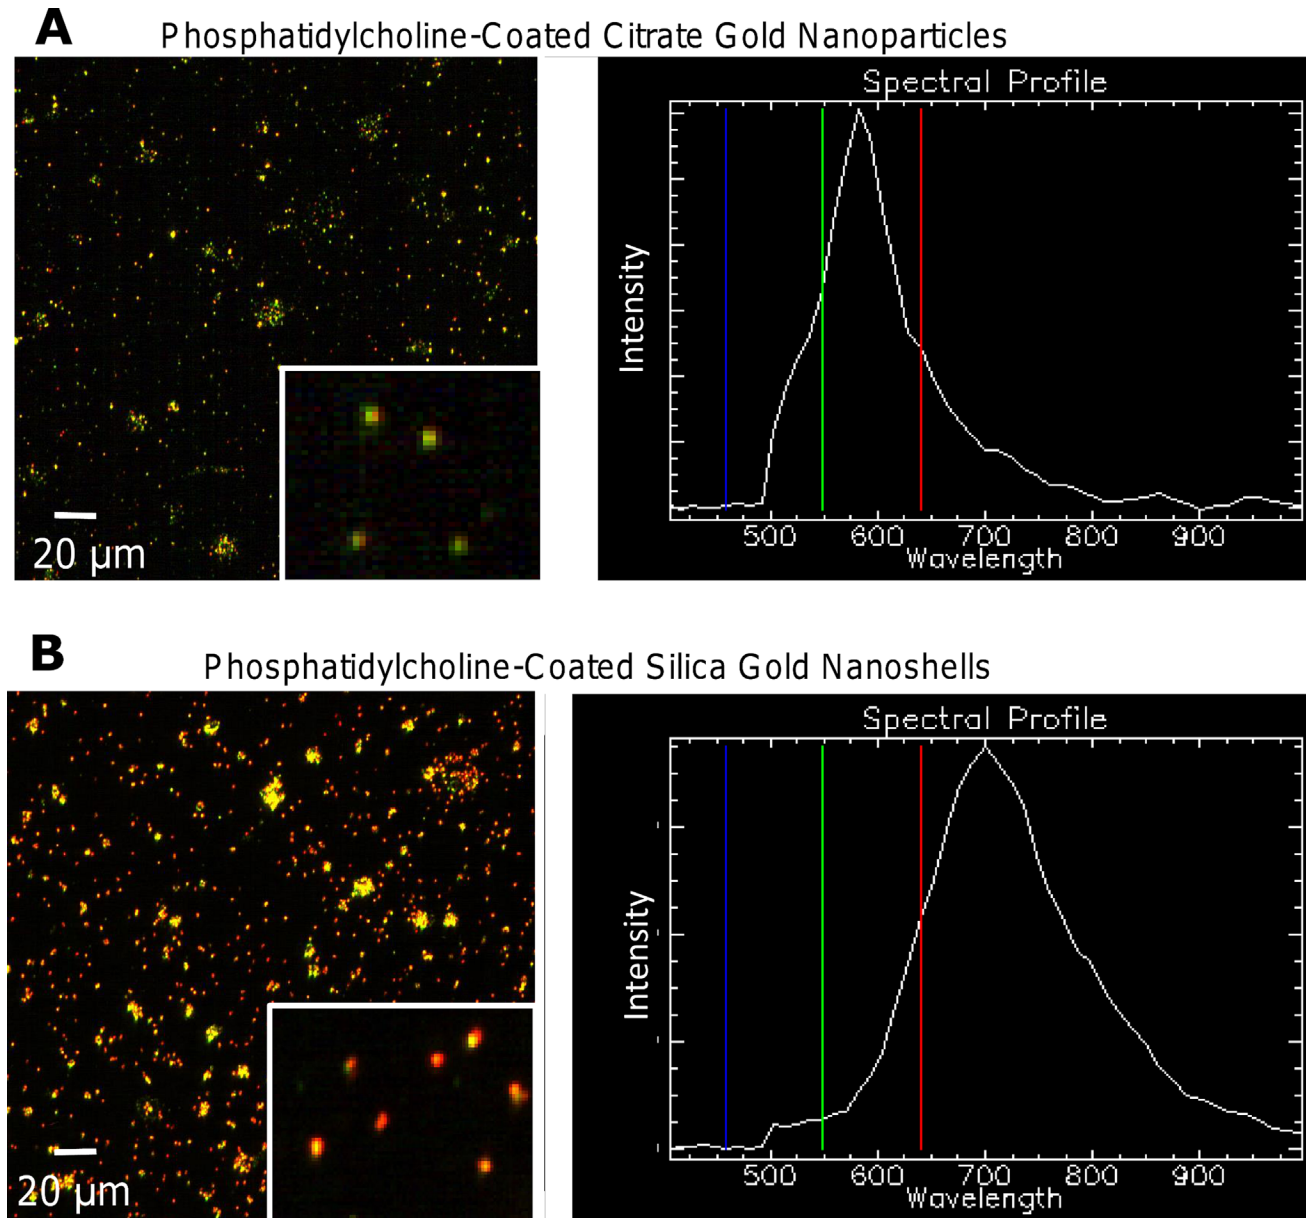 A
Phosphatidylcholine-Coated Citrate Gold Nanoparticles
20 µm
Spectral Profile
Intensity
500 600 700 800 900
Wavelength
B
Phosphatidylcholine-Coated Silica Gold Nanoshells
20 µm
Spectral Profile
Intensity
500 600 700 800 900
Wavelength